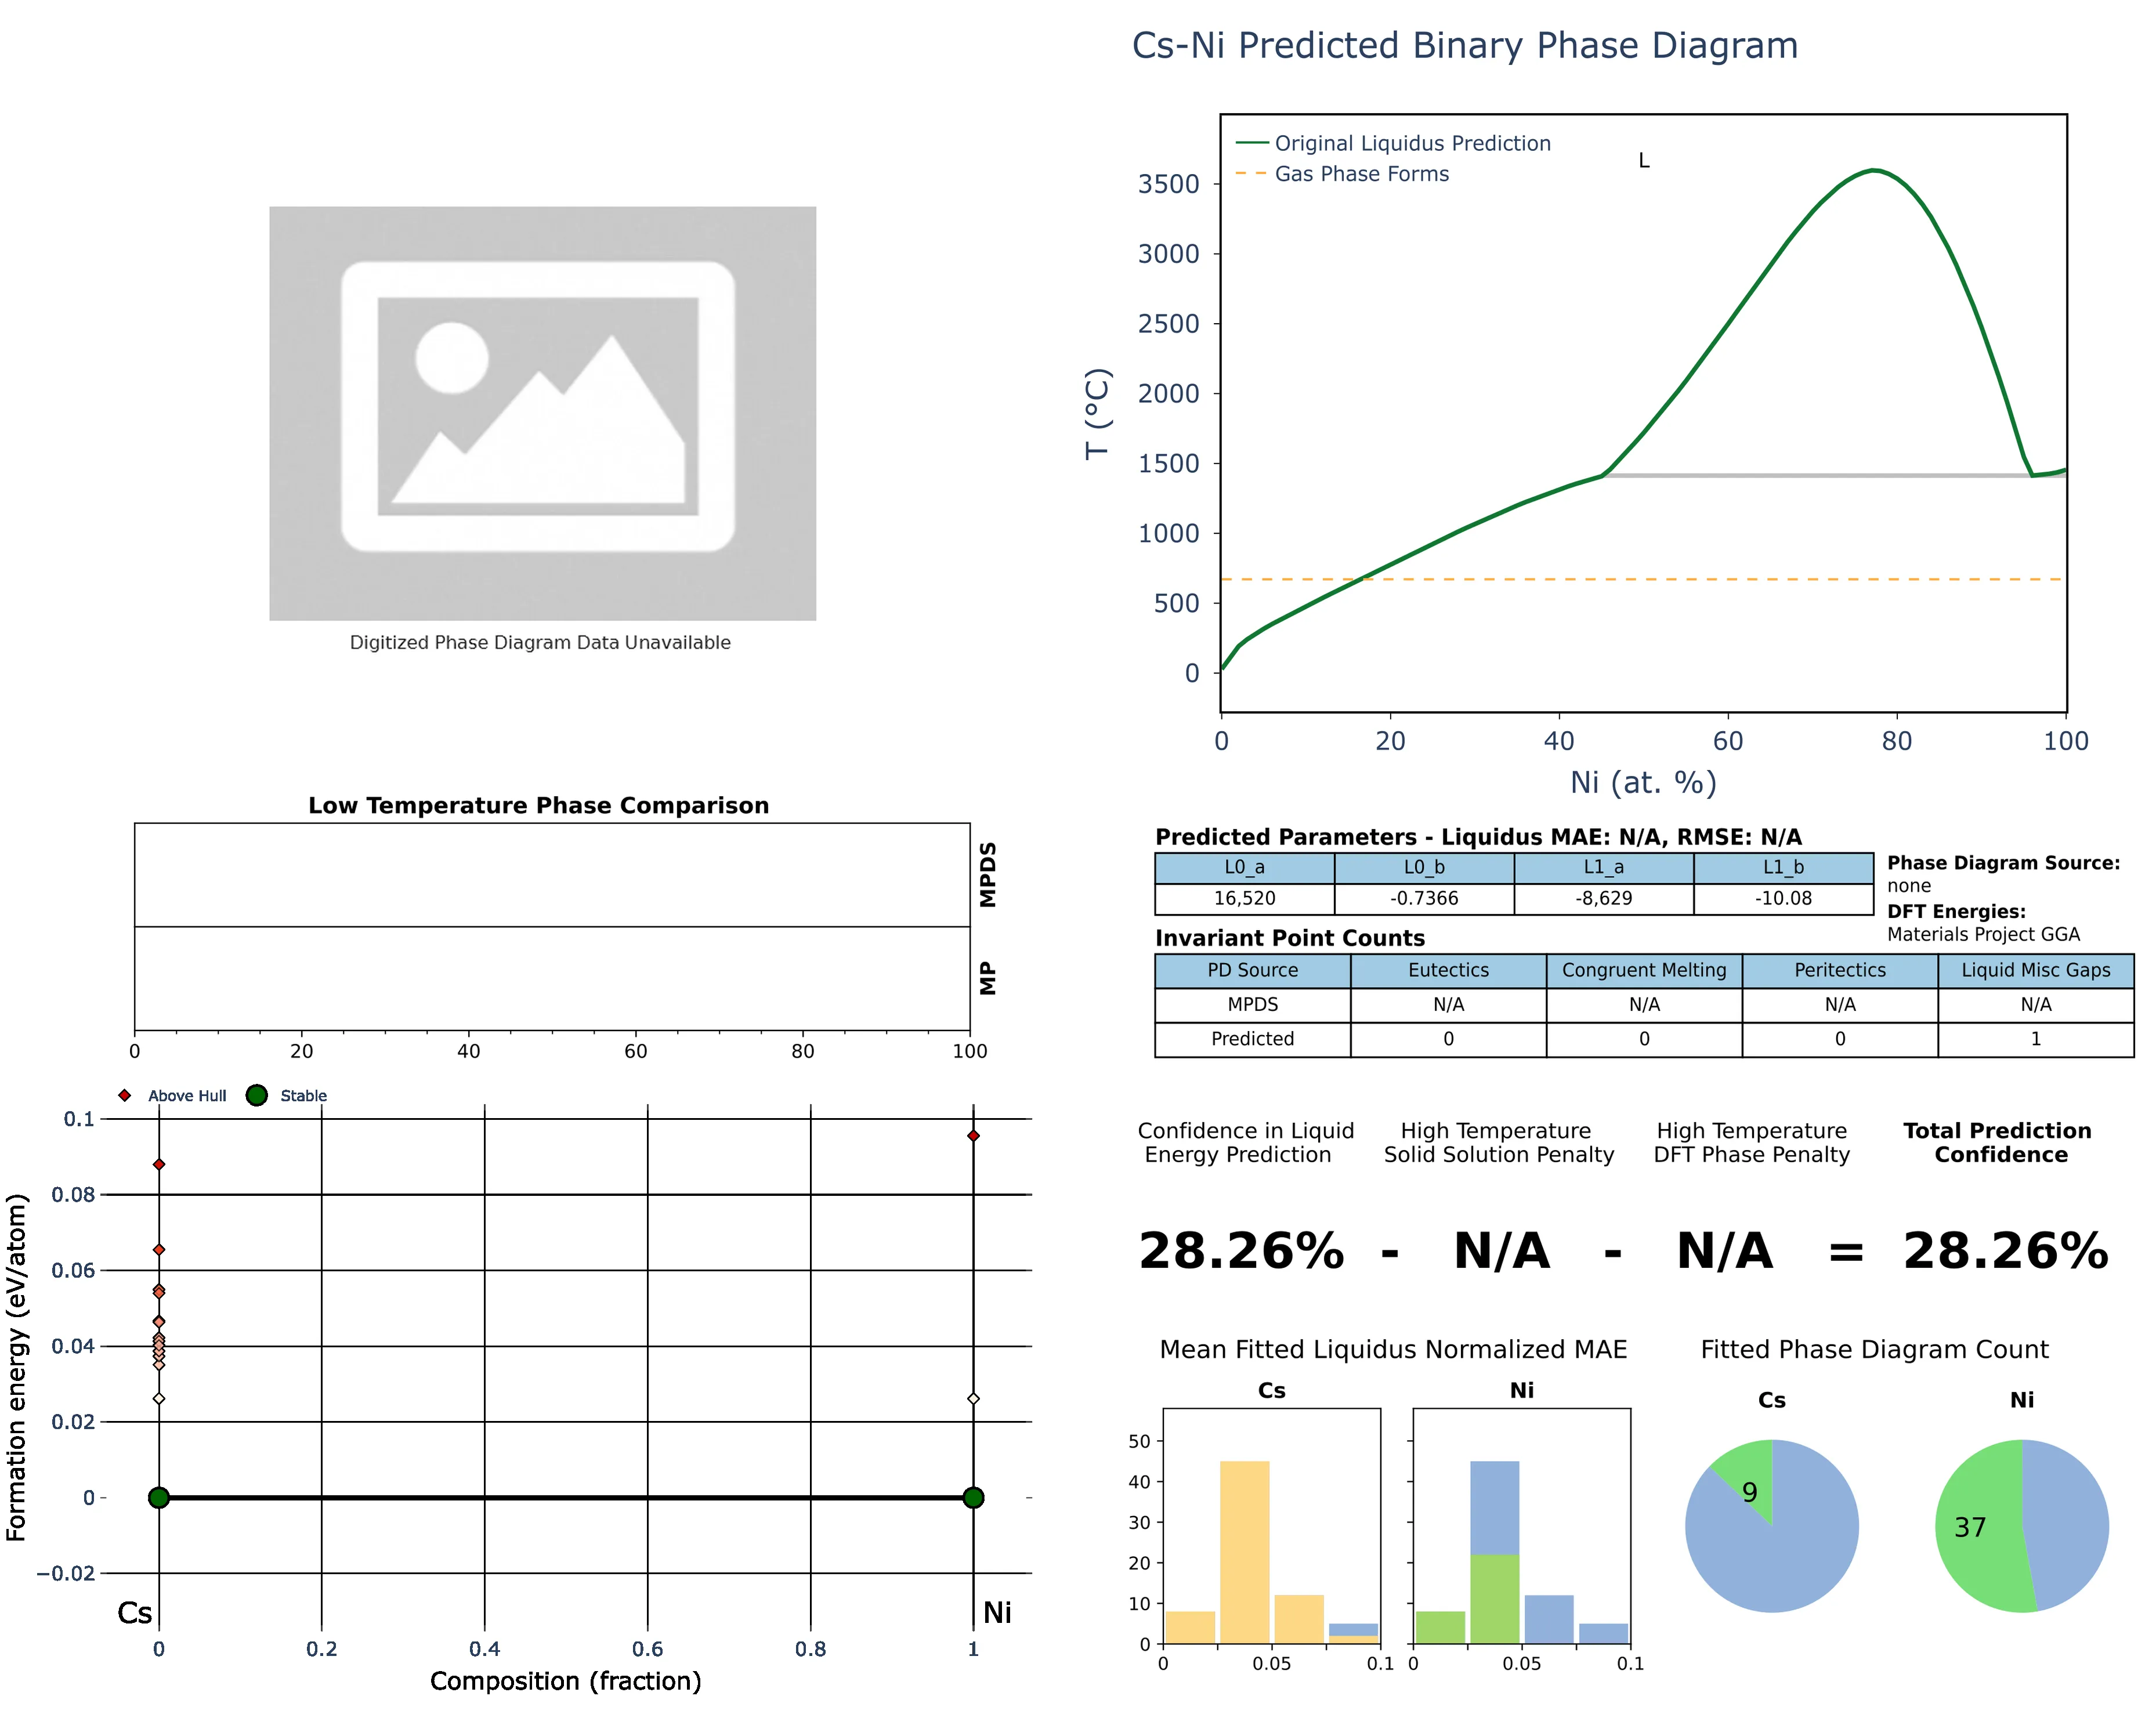 Cs-Ni Predicted Binary Phase Diagram
Original Liquidus Prediction
Gas Phase Forms
L
3500
3000
2500
2000
1500
1000
500
0
T (°C)
0 20 40 60 80 100
Ni (at. %)
Digitized Phase Diagram Data Unavailable
Low Temperature Phase Comparison
MPDS
MP
0 20 40 60 80 100
Predicted Parameters - Liquidus MAE: N/A, RMSE: N/A
L0_a L0_b L1_a L1_b
16,520 -0.7366 -8,629 -10.08
Phase Diagram Source:
none
DFT Energies:
Materials Project GGA
Invariant Point Counts
PD Source Eutectics Congruent Melting Peritectics Liquid Misc Gaps
MPDS N/A N/A N/A N/A
Predicted 0 0 0 1
Above Hull Stable
0.1
0.08
0.06
0.04
0.02
0
−0.02
Formation energy (eV/atom)
Cs Ni
0 0.2 0.4 0.6 0.8 1
Composition (fraction)
Confidence in Liquid
Energy Prediction
High Temperature
Solid Solution Penalty
High Temperature
DFT Phase Penalty
Total Prediction
Confidence
28.26% - N/A - N/A = 28.26%
Mean Fitted Liquidus Normalized MAE
Cs Ni
50
40
30
20
10
0
0 0.05 0.1 0 0.05 0.1
Fitted Phase Diagram Count
Cs Ni
9
37